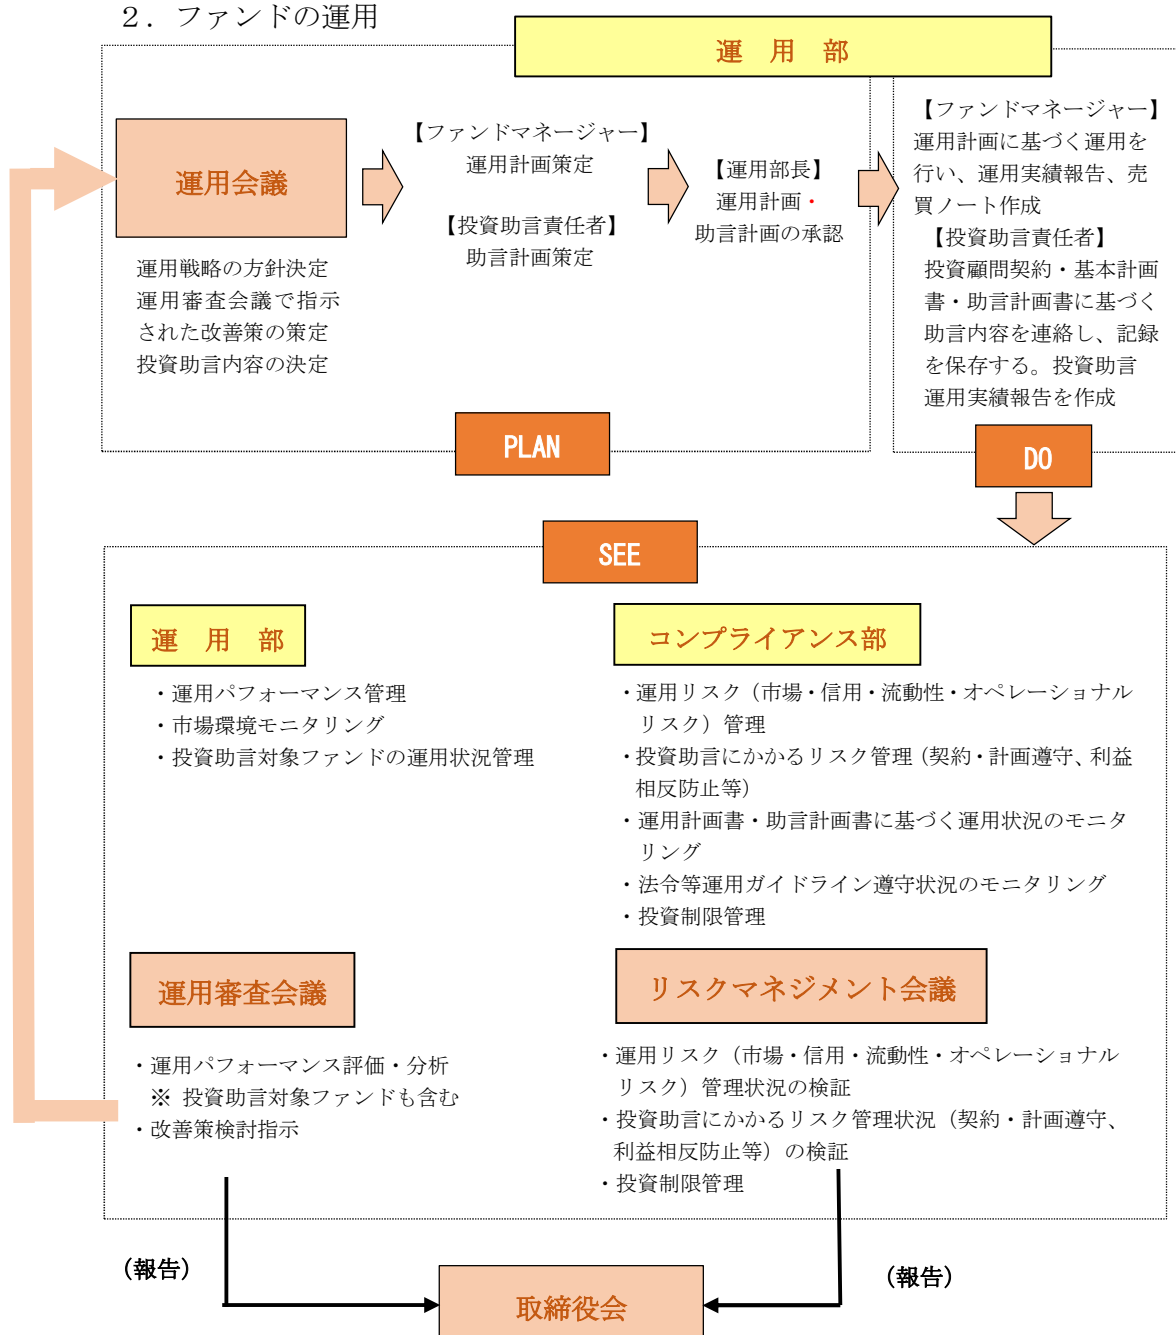 ２．ファンドの運用
運　用　部
運用会議
運用戦略の方針決定
運用審査会議で指示
された改善策の策定
投資助言内容の決定
【ファンドマネージャー】
運用計画策定
【投資助言責任者】
助言計画策定
【運用部長】
運用計画・
助言計画の承認
【ファンドマネージャー】
運用計画に基づく運用を
行い、運用実績報告、売
買ノート作成
【投資助言責任者】
投資顧問契約・基本計画
書・助言計画書に基づく
助言内容を連絡し、記録
を保存する。投資助言
運用実績報告を作成
PLAN
DO
SEE
運　用　部
・運用パフォーマンス管理
・市場環境モニタリング
・投資助言対象ファンドの運用状況管理
コンプライアンス部
・運用リスク（市場・信用・流動性・オペレーショナル
リスク）管理
・投資助言にかかるリスク管理（契約・計画遵守、利益
相反防止等）
・運用計画書・助言計画書に基づく運用状況のモニタ
リング
・法令等運用ガイドライン遵守状況のモニタリング
・投資制限管理
運用審査会議
・運用パフォーマンス評価・分析
※ 投資助言対象ファンドも含む
・改善策検討指示
リスクマネジメント会議
・運用リスク（市場・信用・流動性・オペレーショナル
リスク）管理状況の検証
・投資助言にかかるリスク管理状況（契約・計画遵守、
利益相反防止等）の検証
・投資制限管理
（報告）
（報告）
取締役会